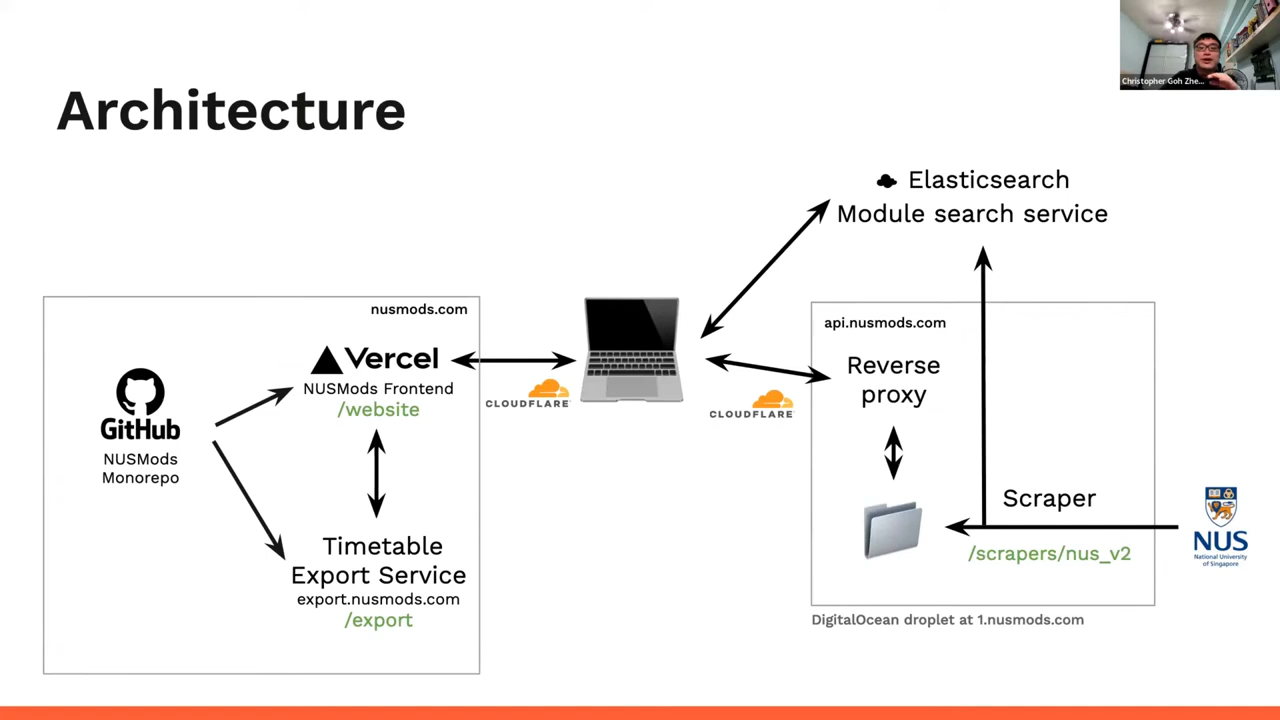 Christopher Goh Zhe...
Architecture
Elasticsearch
Module search service
nusmods.com
Vercel
NUSMods Frontend
/website
GitHub
NUSMods
Monorepo
Timetable
Export Service
export.nusmods.com
/export
CLOUDFLARE
CLOUDFLARE
api.nusmods.com
Reverse
proxy
Scraper
/scrapers/nus_v2
NUS
National University
of Singapore
DigitalOcean droplet at 1.nusmods.com